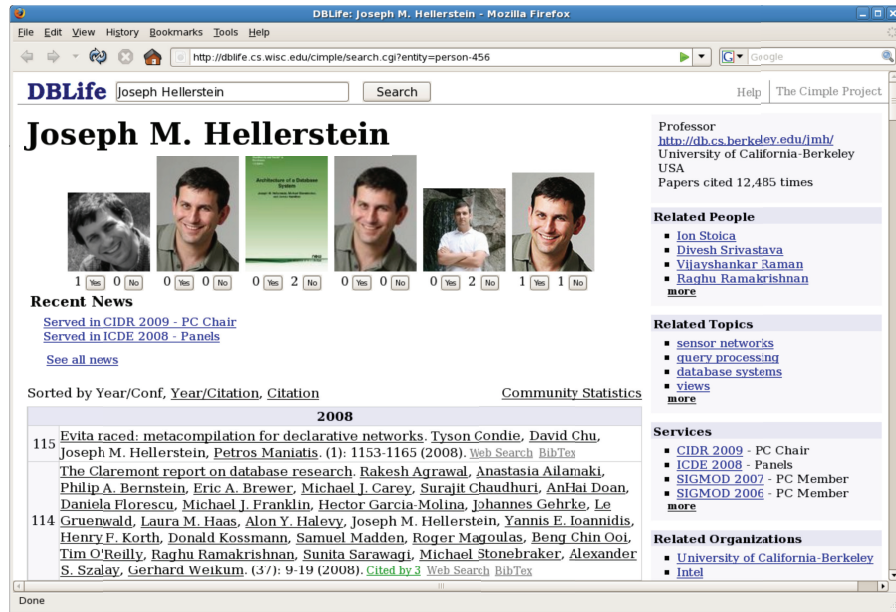 DBLife: Joseph M. Hellerstein - Mozilla Firefox
File Edit View History Bookmarks Tools Help
http://dblife.cs.wisc.edu/cimple/search.cgi?entity=person-456
G Google
DBLife Joseph Hellerstein Search Help The Cimple Project
Joseph M. Hellerstein
Architecture of a Database
System
1 Yes 0 No 0 Yes 0 No 0 Yes 2 No 0 Yes 0 No 0 Yes 2 No 1 Yes 1 No
Recent News
Served in CIDR 2009 - PC Chair
Served in ICDE 2008 - Panels
See all news
Sorted by Year/Conf, Year/Citation, Citation Community Statistics
2008
115 Evita raced: metacompilation for declarative networks. Tyson Condie, David Chu,
Joseph M. Hellerstein, Petros Maniatis. (1): 1153-1165 (2008). Web Search BibTex
The Claremont report on database research. Rakesh Agrawal, Anastasia Ailamaki,
Philip A. Bernstein, Eric A. Brewer, Michael J. Carey, Surajit Chaudhuri, AnHai Doan,
Daniela Florescu, Michael J. Franklin, Hector Garcia-Molina, Johannes Gehrke, Le
114 Gruenwald, Laura M. Haas, Alon Y. Halevy, Joseph M. Hellerstein, Yannis E. Ioannidis,
Henry F. Korth, Donald Kossmann, Samuel Madden, Roger Magoulas, Beng Chin Ooi,
Tim O'Reilly, Raghu Ramakrishnan, Sunita Sarawagi, Michael Stonebraker, Alexander
S. Szalay, Gerhard Weikum. (37): 9-19 (2008). Cited by 3 Web Search BibTex
Professor
http://db.cs.berkeley.edu/jmh/
University of California-Berkeley
USA
Papers cited 12,485 times
Related People
Ion Stoica
Divesh Srivastava
Vijayshankar Raman
Raghu Ramakrishnan
more
Related Topics
sensor networks
query processing
database systems
views
more
Services
CIDR 2009 - PC Chair
ICDE 2008 - Panels
SIGMOD 2007 - PC Member
SIGMOD 2006 - PC Member
more
Related Organizations
University of California-Berkeley
Intel
Done